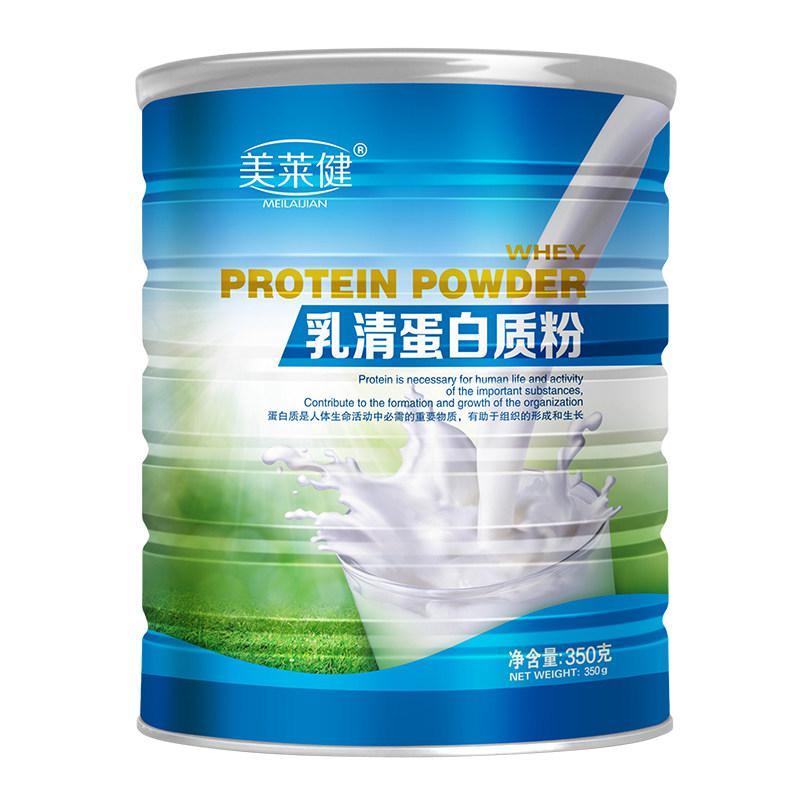 美莱健®
MEILAIJIAN
WHEY
PROTEIN POWDER
乳清蛋白质粉
Protein is necessary for human life and activity
of the important substances,
Contribute to the formation and growth of the organization
蛋白质是人体生命活动中必需的重要物质，有助于组织的形成和生长
净含量:350克
NET WEIGHT: 350g